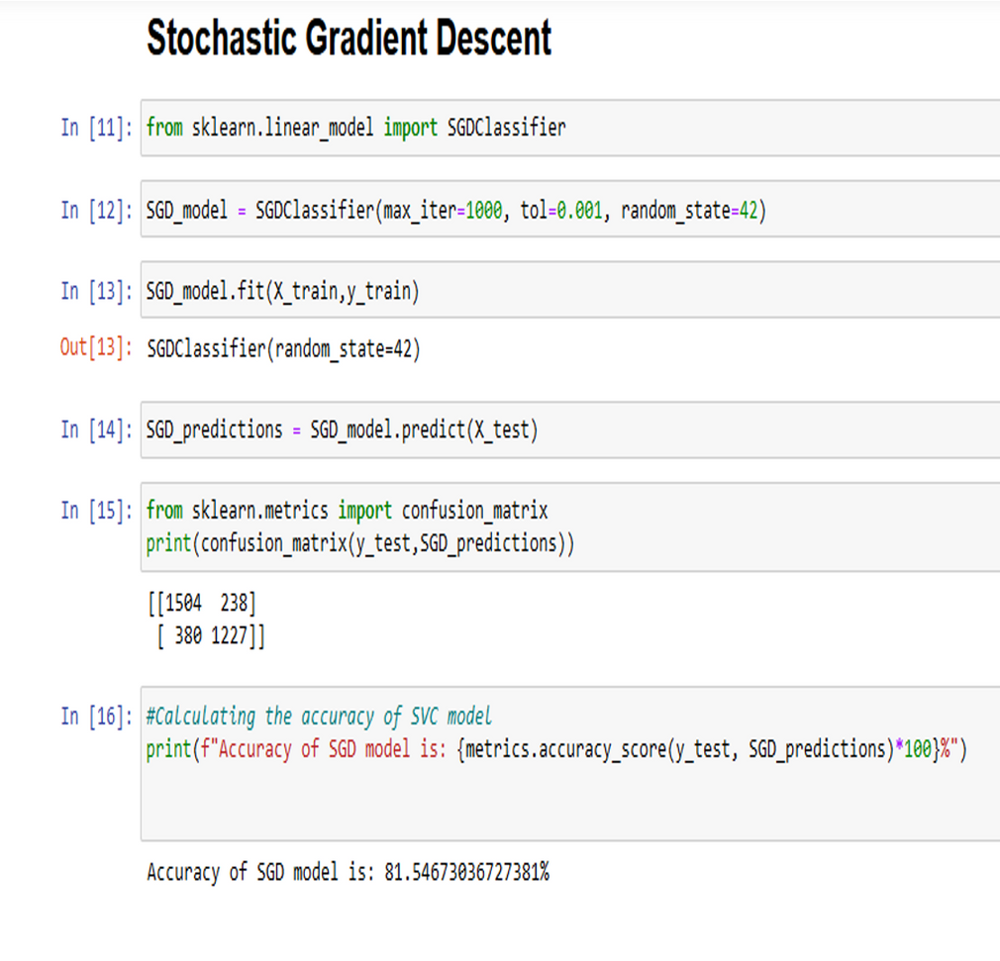 Stochastic Gradient Descent
In [11]: from sklearn.linear_model import SGDClassifier
In [12]: SGD_model = SGDClassifier(max_iter=1000, tol=0.001, random_state=42)
In [13]: SGD_model.fit(X_train,y_train)
Out[13]: SGDClassifier(random_state=42)
In [14]: SGD_predictions = SGD_model.predict(X_test)
In [15]: from sklearn.metrics import confusion_matrix
print(confusion_matrix(y_test,SGD_predictions))
[[1504  238]
 [ 380 1227]]
In [16]: #Calculating the accuracy of SVC model
print(f"Accuracy of SGD model is: {metrics.accuracy_score(y_test, SGD_predictions)*100}%")
Accuracy of SGD model is: 81.54673036727381%